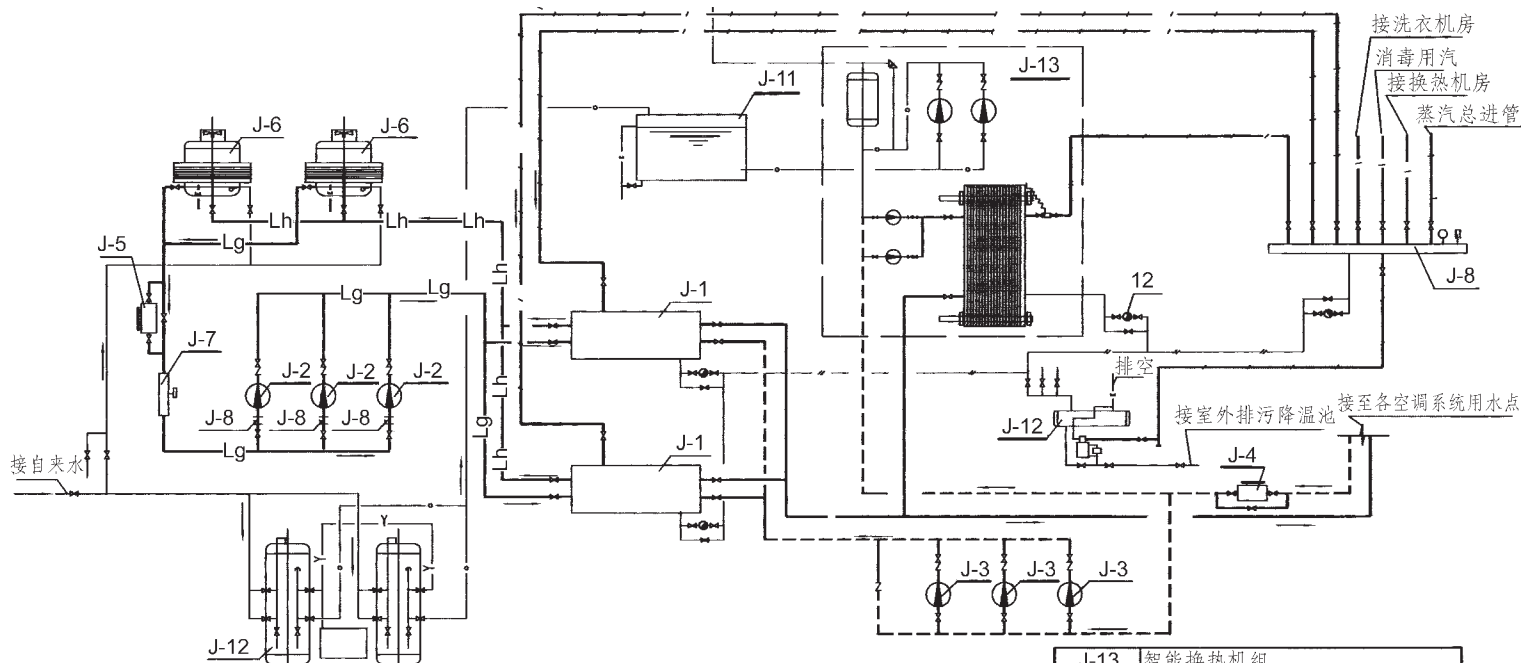 接洗衣机房
消毒用汽
接换热机房
蒸汽总进管
J-13
J-11
J-6
J-6
Lh
Lh
Lh
Lg
J-5
Lh
J-8
Lg
Lg
J-1
12
J-7
排空
J-2
J-2
J-2
Lh
接室外排污降温池
接至各空调系统用水点
J-8
J-8
J-8
J-12
Lg
Lg
J-1
J-4
接自来水
Lh
Y
Y
Y
J-3
J-3
J-3
J-12
J-13
智能换热机组